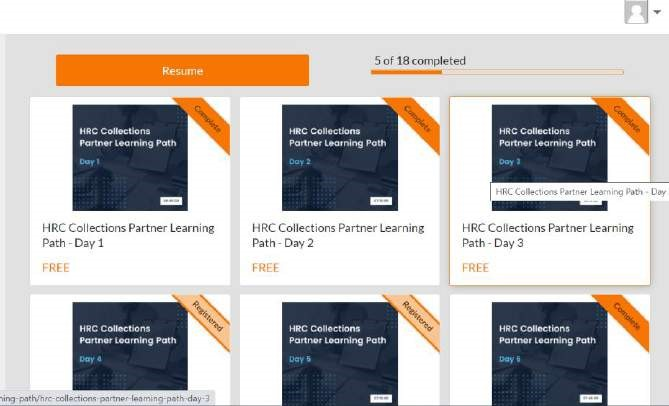 5 of 18 completed
Resume
Complete
Complete
Complete
HRC Collections
Partner Learning Path
Day 1
HRC Collections
Partner Learning Path
Day 2
HRC Collections
Partner Learning Path
Day 3
HRC Collections Partner Learning Path - Day
HRC Collections Partner Learning
Path - Day 1
FREE
HRC Collections Partner Learning
Path - Day 2
FREE
HRC Collections Partner Learning
Path - Day 3
FREE
Registered
Registered
Complete
HRC Collections
Partner Learning Path
Day 4
HRC Collections
Partner Learning Path
Day 5
HRC Collections
Partner Learning Path
Day 6
ning-path/hrc-collections-partner-learning-path-day-3